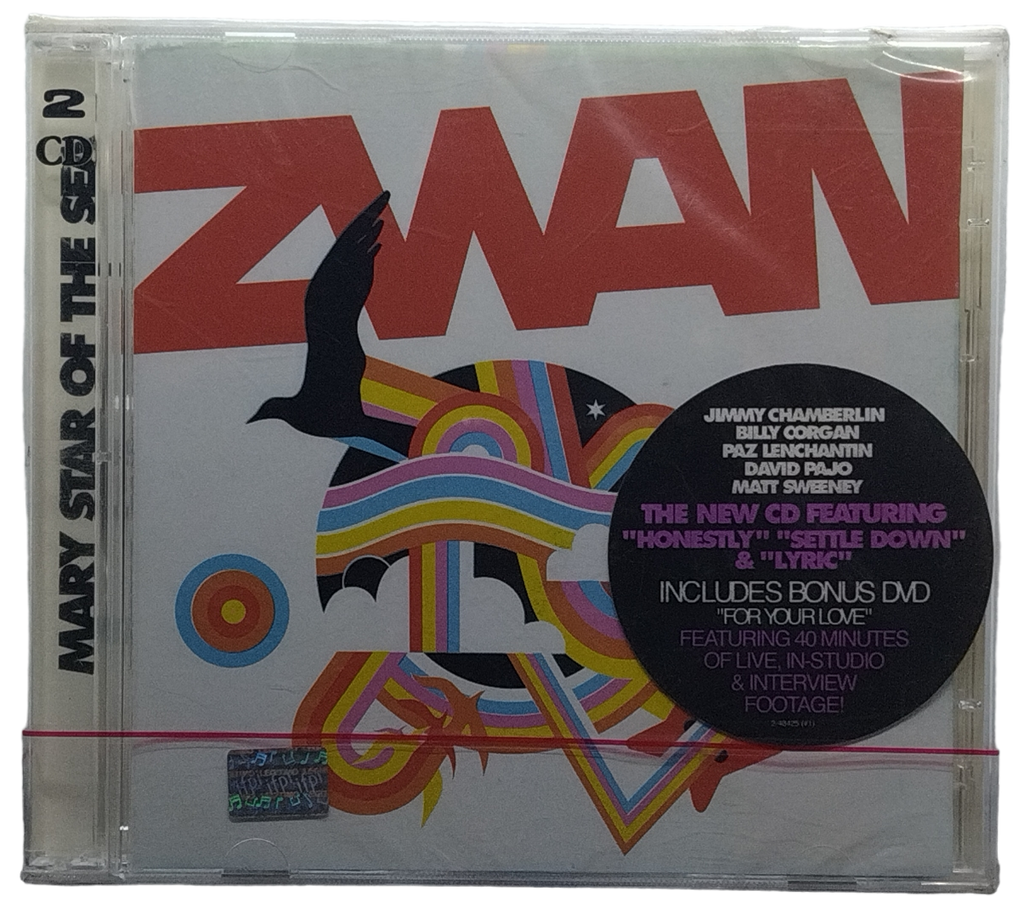 2
CD
MARY STAR OF THE SEA
ZWAN
JIMMY CHAMBERLIN
BILLY CORGAN
PAZ LENCHANTIN
DAVID PAJO
MATT SWEENEY
THE NEW CD FEATURING
"HONESTLY" "SETTLE DOWN"
& "LYRIC"
INCLUDES BONUS DVD
"FOR YOUR LOVE"
FEATURING 40 MINUTES
OF LIVE, IN-STUDIO
& INTERVIEW
FOOTAGE!